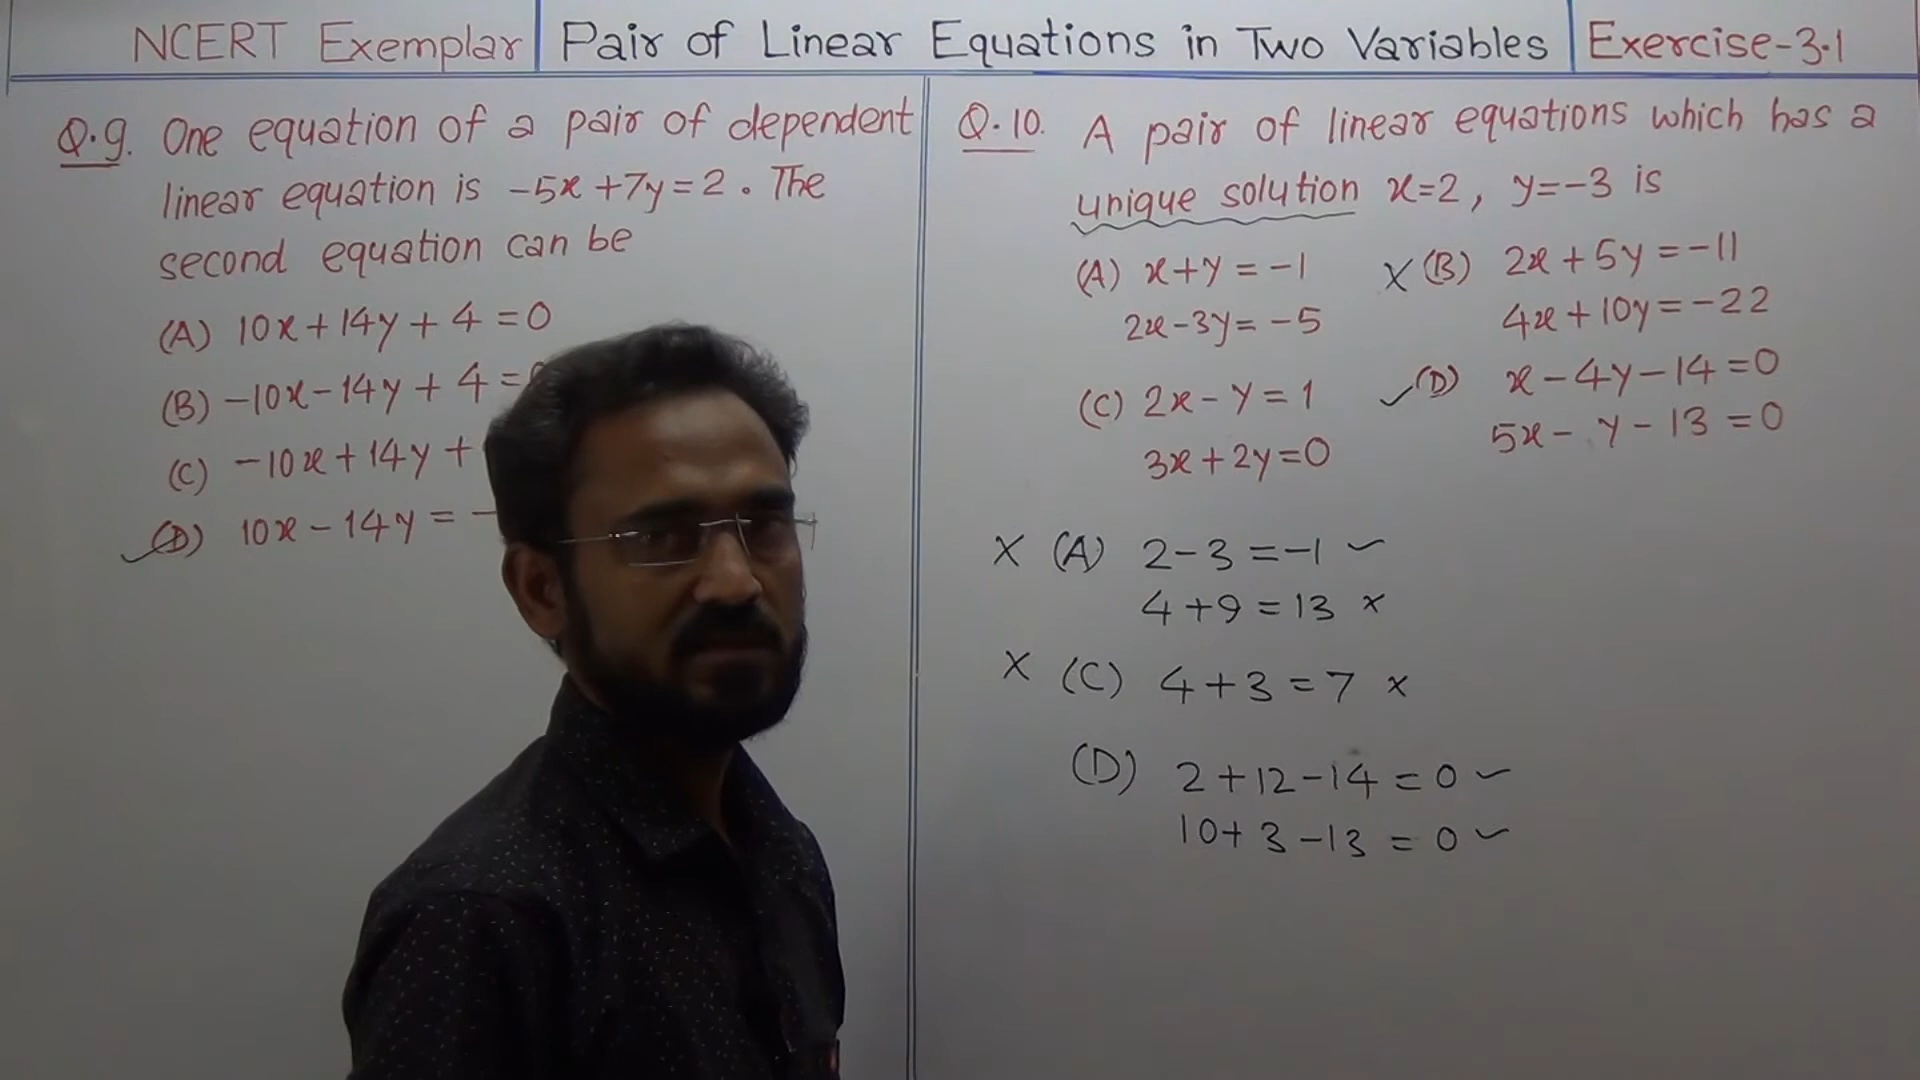 NCERT Exemplar
Pair of Linear Equations in Two Variables
Exercise-3.1
Q.9. One equation of a pair of dependent
linear equation is -5x+7y=2. The
second equation can be
(A) 10x+14y+4=0
(B) -10x-14y+4=
(C) -10x+14y+
(D) 10x-14y=-
Q.10. A pair of linear equations which has a
unique solution x=2, y=-3 is
(A) x+y=-1
2x-3y=-5
X (B) 2x+5y=-11
4x+10y=-22
(C) 2x-y=1
3x+2y=0
✓ (D) x-4y-14=0
5x-y-13=0
X (A) 2-3=-1 ✓
4+9=13 x
X (C) 4+3=7 x
(D) 2+12-14=0 ✓
10+3-13=0 ✓